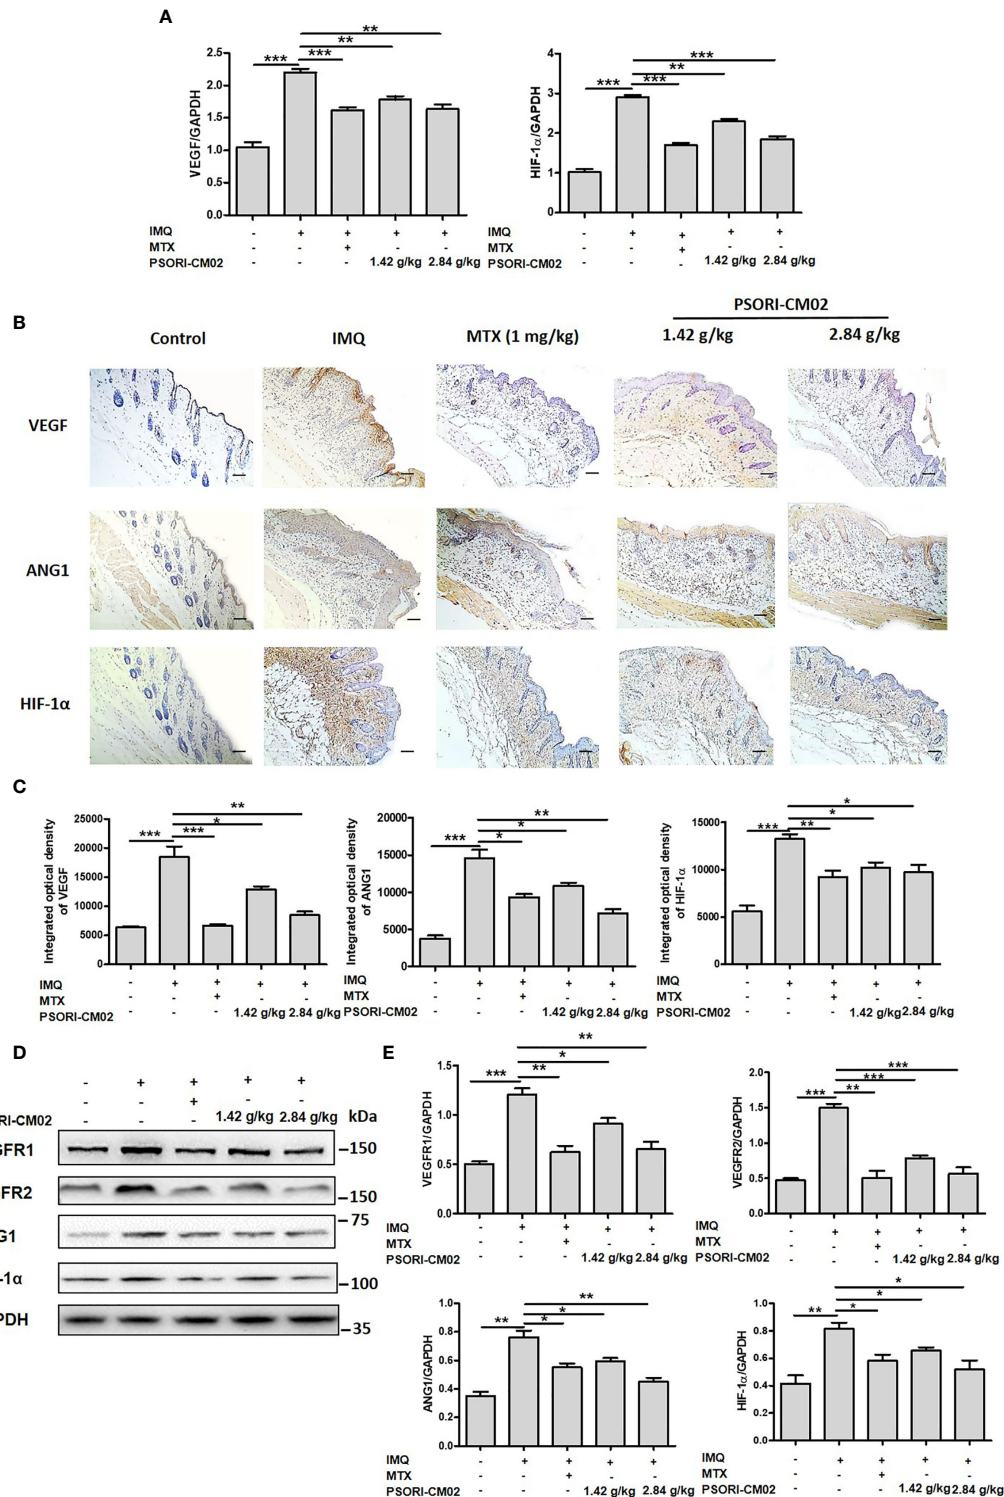 A
*** ** *** **
VEGF/GAPDH
2.5
2.0
1.5
1.0
0.5
0.0
IMQ - + + + +
MTX - - + - -
PSORI-CM02 - - - 1.42 g/kg 2.84 g/kg
*** *** ** ***
HIF-1α/GAPDH
4
3
2
1
0
IMQ - + + + +
MTX - - + - -
PSORI-CM02 - - - 1.42 g/kg 2.84 g/kg
B
PSORI-CM02
Control IMQ MTX (1 mg/kg) 1.42 g/kg 2.84 g/kg
VEGF
ANG1
HIF-1α
C
Integrated optical density
of VEGF
25000
20000
15000
10000
5000
0
*** *** * **
IMQ - + + + +
MTX - - + - -
PSORI-CM02 - - - 1.42 g/kg 2.84 g/kg
Integrated optical density
of ANG1
20000
15000
10000
5000
0
*** * * **
IMQ - + + + +
MTX - - + - -
PSORI-CM02 - - - 1.42 g/kg 2.84 g/kg
Integrated optical density
of HIF-1α
15000
10000
5000
0
*** ** * *
IMQ - + + + +
MTX - - + - -
PSORI-CM02 - - - 1.42 g/kg 2.84 g/kg
D
- + + + +
- - + - -
RI-CM02 - - - 1.42 g/kg 2.84 g/kg kDa
GFR1 –150
GFR2 –150
–75
G1
-1α –100
PDH –35
E
VEGFR1/GAPDH
1.5
1.0
0.5
0.0
*** ** * **
IMQ - + + + +
MTX - - + - -
PSORI-CM02 - - - 1.42 g/kg 2.84 g/kg
VEGFR2/GAPDH
2.0
1.5
1.0
0.5
0.0
*** ** *** ***
IMQ - + + + +
MTX - - + - -
PSORI-CM02 - - - 1.42 g/kg 2.84 g/kg
ANG1/GAPDH
1.0
0.8
0.6
0.4
0.2
0.0
** * * **
IMQ - + + + +
MTX - - + - -
PSORI-CM02 - - - 1.42 g/kg 2.84 g/kg
HIF-1α/GAPDH
1.0
0.8
0.6
0.4
0.2
0.0
** * * *
IMQ - + + + +
MTX - - + - -
PSORI-CM02 - - - 1.42 g/kg 2.84 g/kg